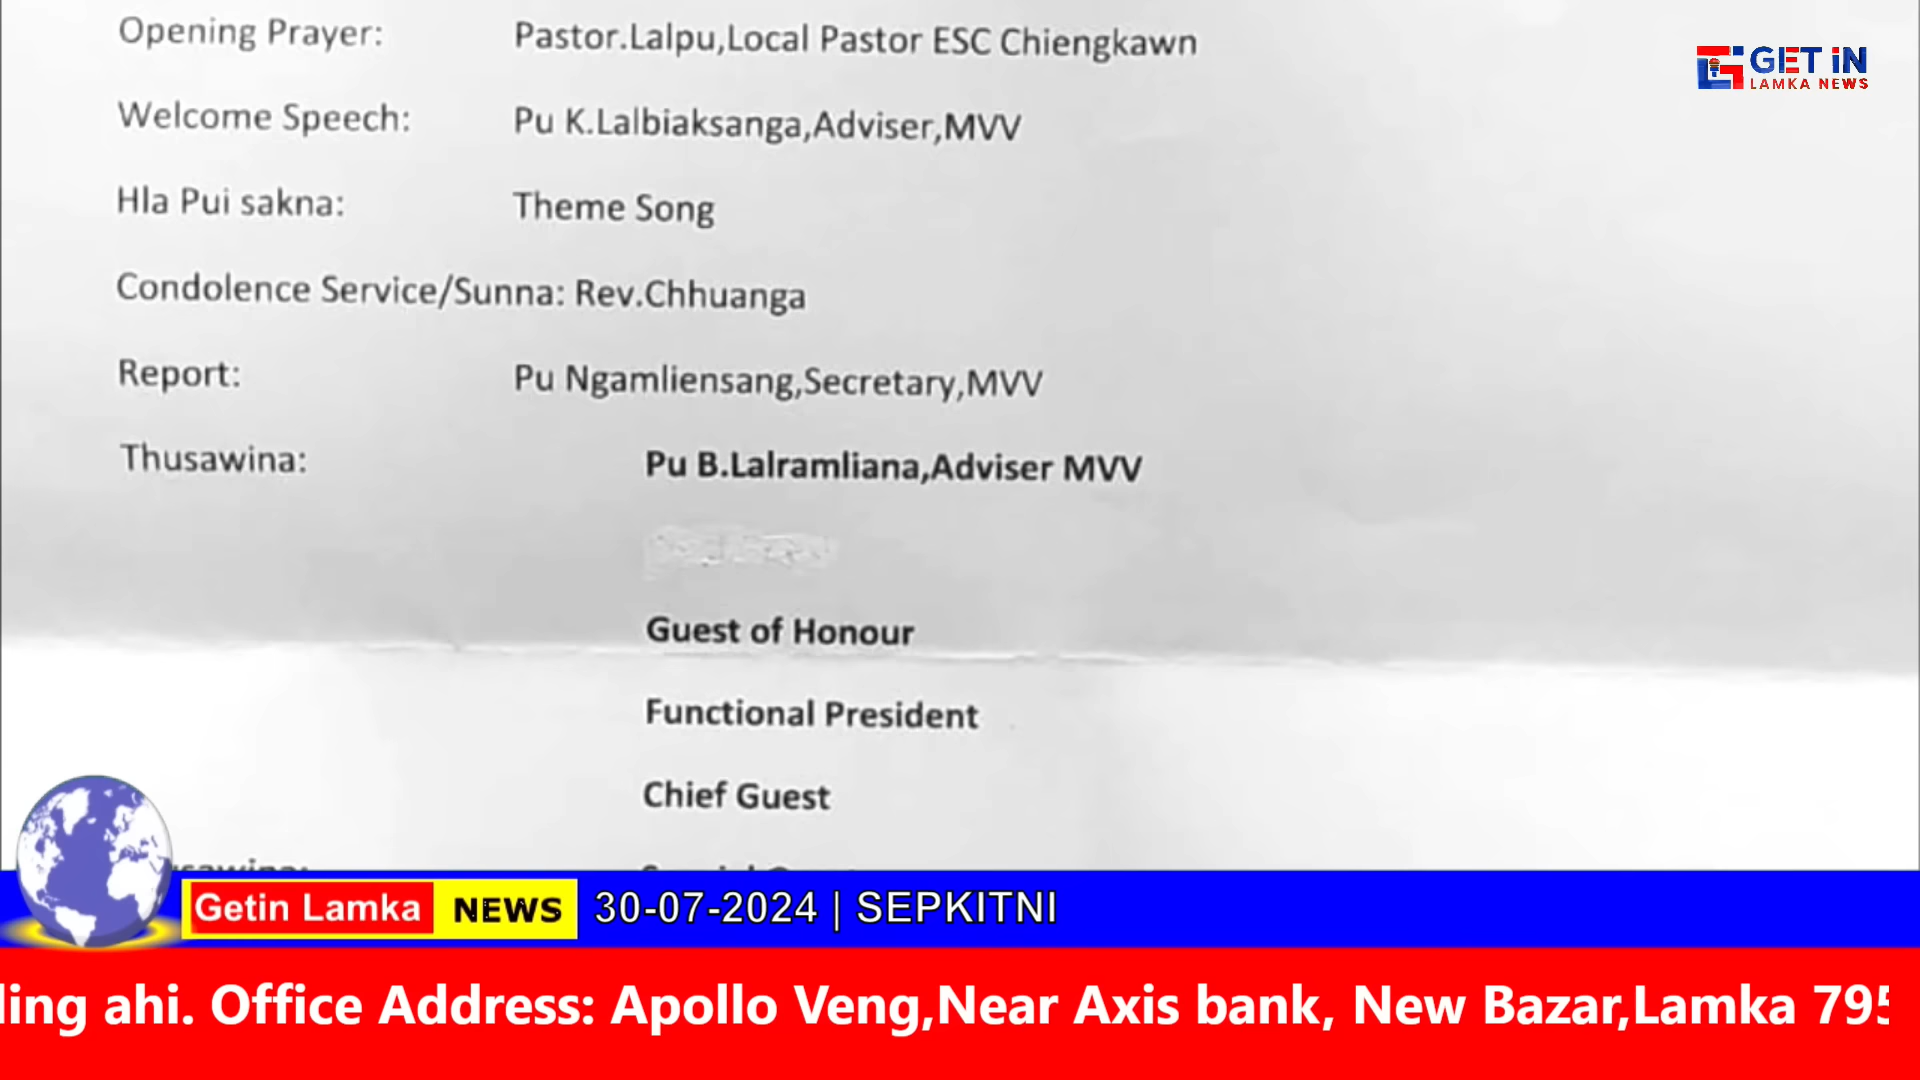 Opening Prayer: Pastor.Lalpu,Local Pastor ESC Chiengkawn
GET iN
LAMKA NEWS
Welcome Speech: Pu K.Lalbiaksanga,Adviser,MVV
Hla Pui sakna: Theme Song
Condolence Service/Sunna: Rev.Chhuanga
Report: Pu Ngamliensang,Secretary,MVV
Thusawina: Pu B.Lalramliana,Adviser MVV
Guest of Honour
Functional President
Chief Guest
Getin Lamka NEWS 30-07-2024 | SEPKITNI
ling ahi. Office Address: Apollo Veng,Near Axis bank, New Bazar,Lamka 795